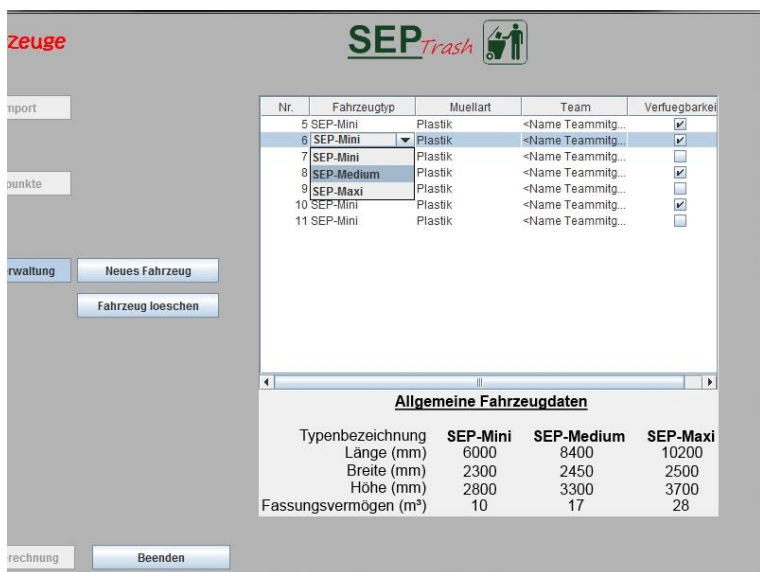 zeuge
SEP Trash
mport
punkte
rwaltung
Neues Fahrzeug
Fahrzeug loeschen
rechnung
Beenden
Nr. Fahrzeugtyp Muellart Team Verfuegbarkei
5 SEP-Mini Plastik <Name Teammitg...
6 SEP-Mini Plastik <Name Teammitg...
7 SEP-Mini Plastik <Name Teammitg...
8 SEP-Medium Plastik <Name Teammitg...
9 SEP-Maxi Plastik <Name Teammitg...
10 SEP-Mini Plastik <Name Teammitg...
11 SEP-Mini Plastik <Name Teammitg...
Allgemeine Fahrzeugdaten
Typenbezeichnung SEP-Mini SEP-Medium SEP-Maxi
Länge (mm) 6000 8400 10200
Breite (mm) 2300 2450 2500
Höhe (mm) 2800 3300 3700
Fassungsvermögen (m³) 10 17 28